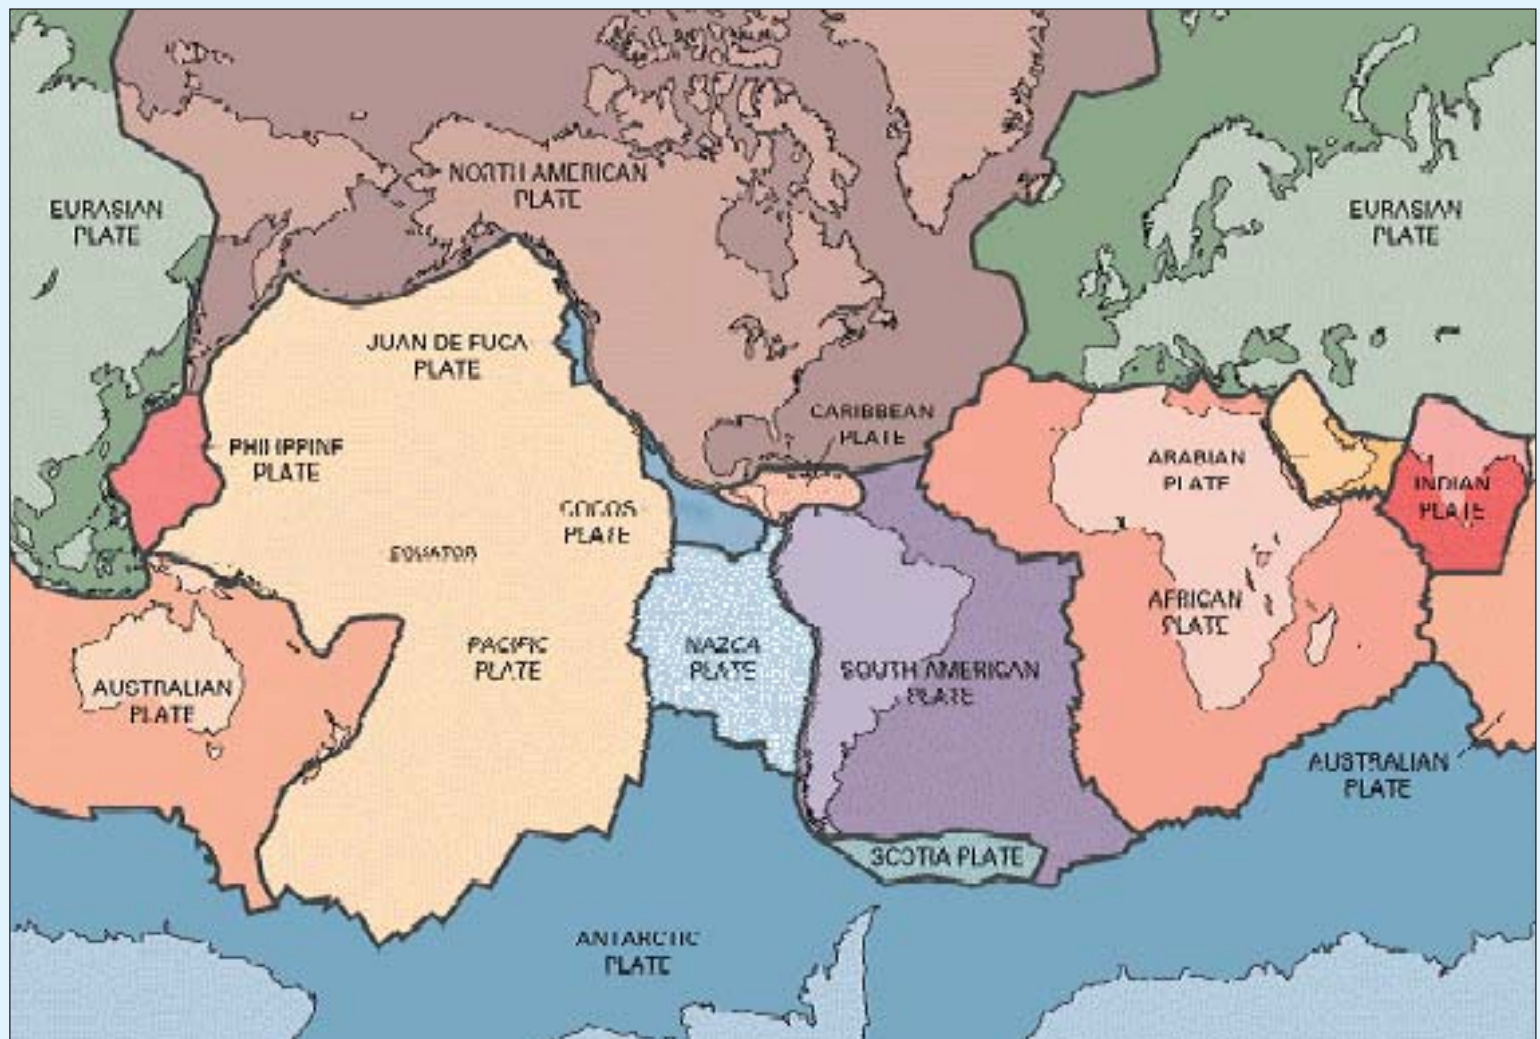 NORTH AMERICAN
PLATE
EURASIAN
PLATE
EURASIAN
PLATE
JUAN DE FUCA
PLATE
CARIBBEAN
PLATE
PHILIPPINE
PLATE
ARABIAN
PLATE
INDIAN
PLATE
COCOS
PLATE
EQUATOR
AFRICAN
PLATE
PACIFIC
PLATE
NAZCA
PLATE
SOUTH AMERICAN
PLATE
AUSTRALIAN
PLATE
AUSTRALIAN
PLATE
SCOTIA PLATE
ANTARCTIC
PLATE